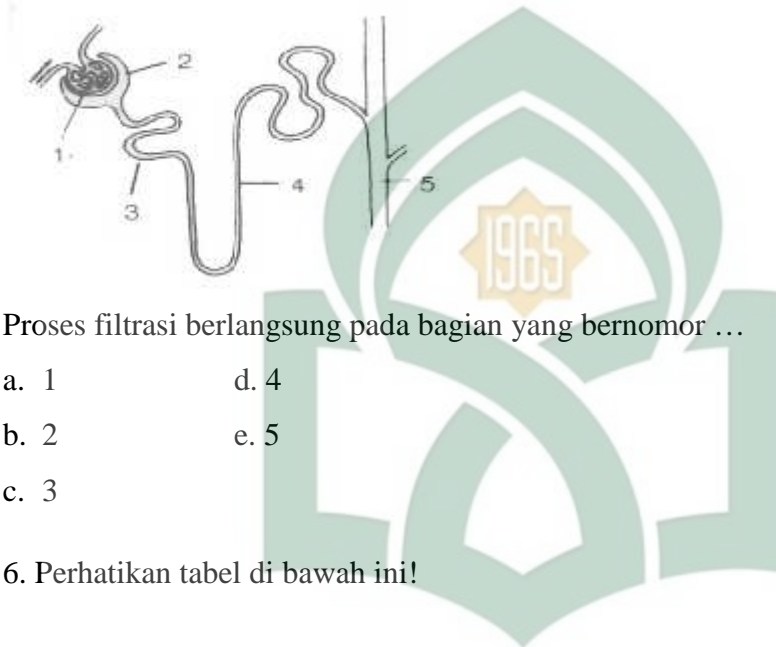 2
1.
3
4
5
1965
Proses filtrasi berlangsung pada bagian yang bernomor …
a. 1 d. 4
b. 2 e. 5
c. 3
6. Perhatikan tabel di bawah ini!